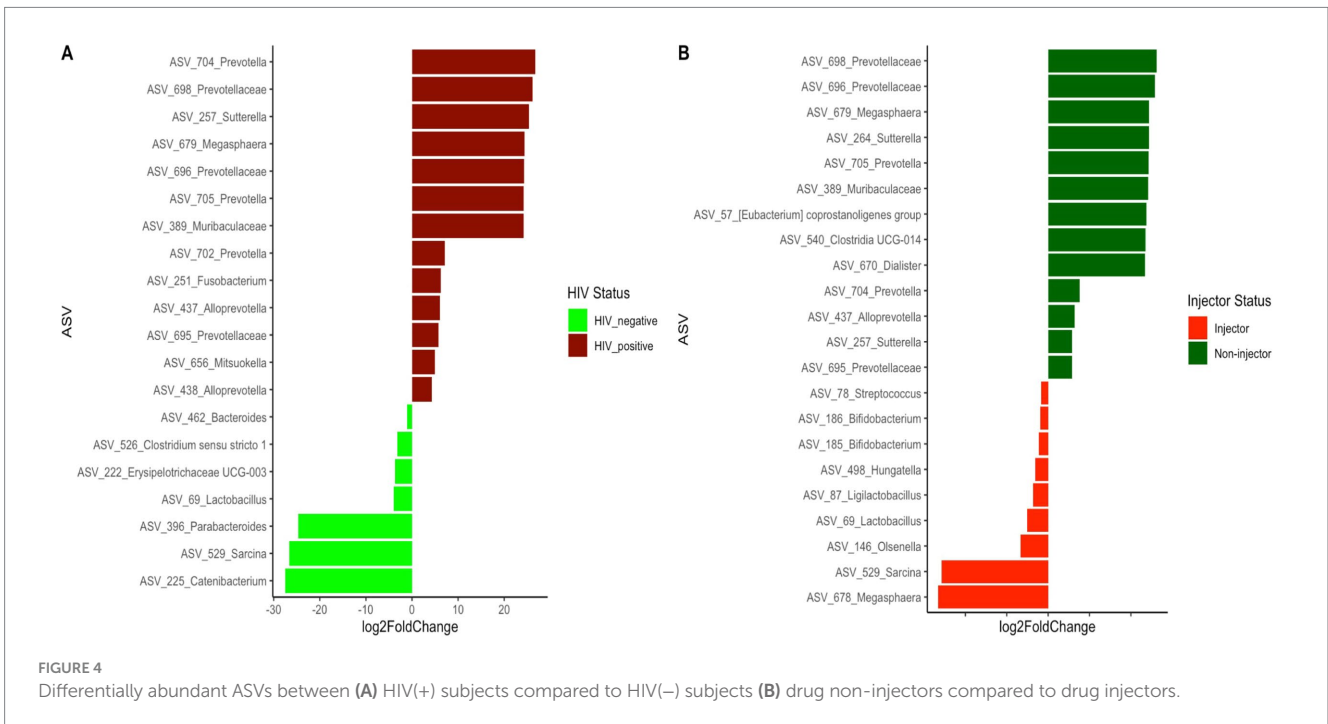 A
ASV_704_Prevotella
ASV_698_Prevotellaceae
ASV_257_Sutterella
ASV_679_Megasphaera
ASV_696_Prevotellaceae
ASV_705_Prevotella
ASV_389_Muribaculaceae
ASV_702_Prevotella
ASV_251_Fusobacterium
ASV_437_Alloprevotella
ASV_695_Prevotellaceae
ASV_656_Mitsuokella
ASV_438_Alloprevotella
ASV_462_Bacteroides
ASV_526_Clostridium sensu stricto 1
ASV_222_Erysipelotrichaceae UCG-003
ASV_69_Lactobacillus
ASV_396_Parabacteroides
ASV_529_Sarcina
ASV_225_Catenibacterium
ASV
-30 -20 -10 0 10 20
log2FoldChange
HIV Status
HIV_negative
HIV_positive
B
ASV_698_Prevotellaceae
ASV_696_Prevotellaceae
ASV_679_Megasphaera
ASV_264_Sutterella
ASV_705_Prevotella
ASV_389_Muribaculaceae
ASV_57_[Eubacterium] coprostanoligenes group
ASV_540_Clostridia UCG-014
ASV_670_Dialister
ASV_704_Prevotella
ASV_437_Alloprevotella
ASV_257_Sutterella
ASV_695_Prevotellaceae
ASV_78_Streptococcus
ASV_186_Bifidobacterium
ASV_185_Bifidobacterium
ASV_498_Hungatella
ASV_87_Ligilactobacillus
ASV_69_Lactobacillus
ASV_146_Olsenella
ASV_529_Sarcina
ASV_678_Megasphaera
ASV
log2FoldChange
Injector Status
Injector
Non-injector
FIGURE 4
Differentially abundant ASVs between (A) HIV(+) subjects compared to HIV(−) subjects (B) drug non-injectors compared to drug injectors.